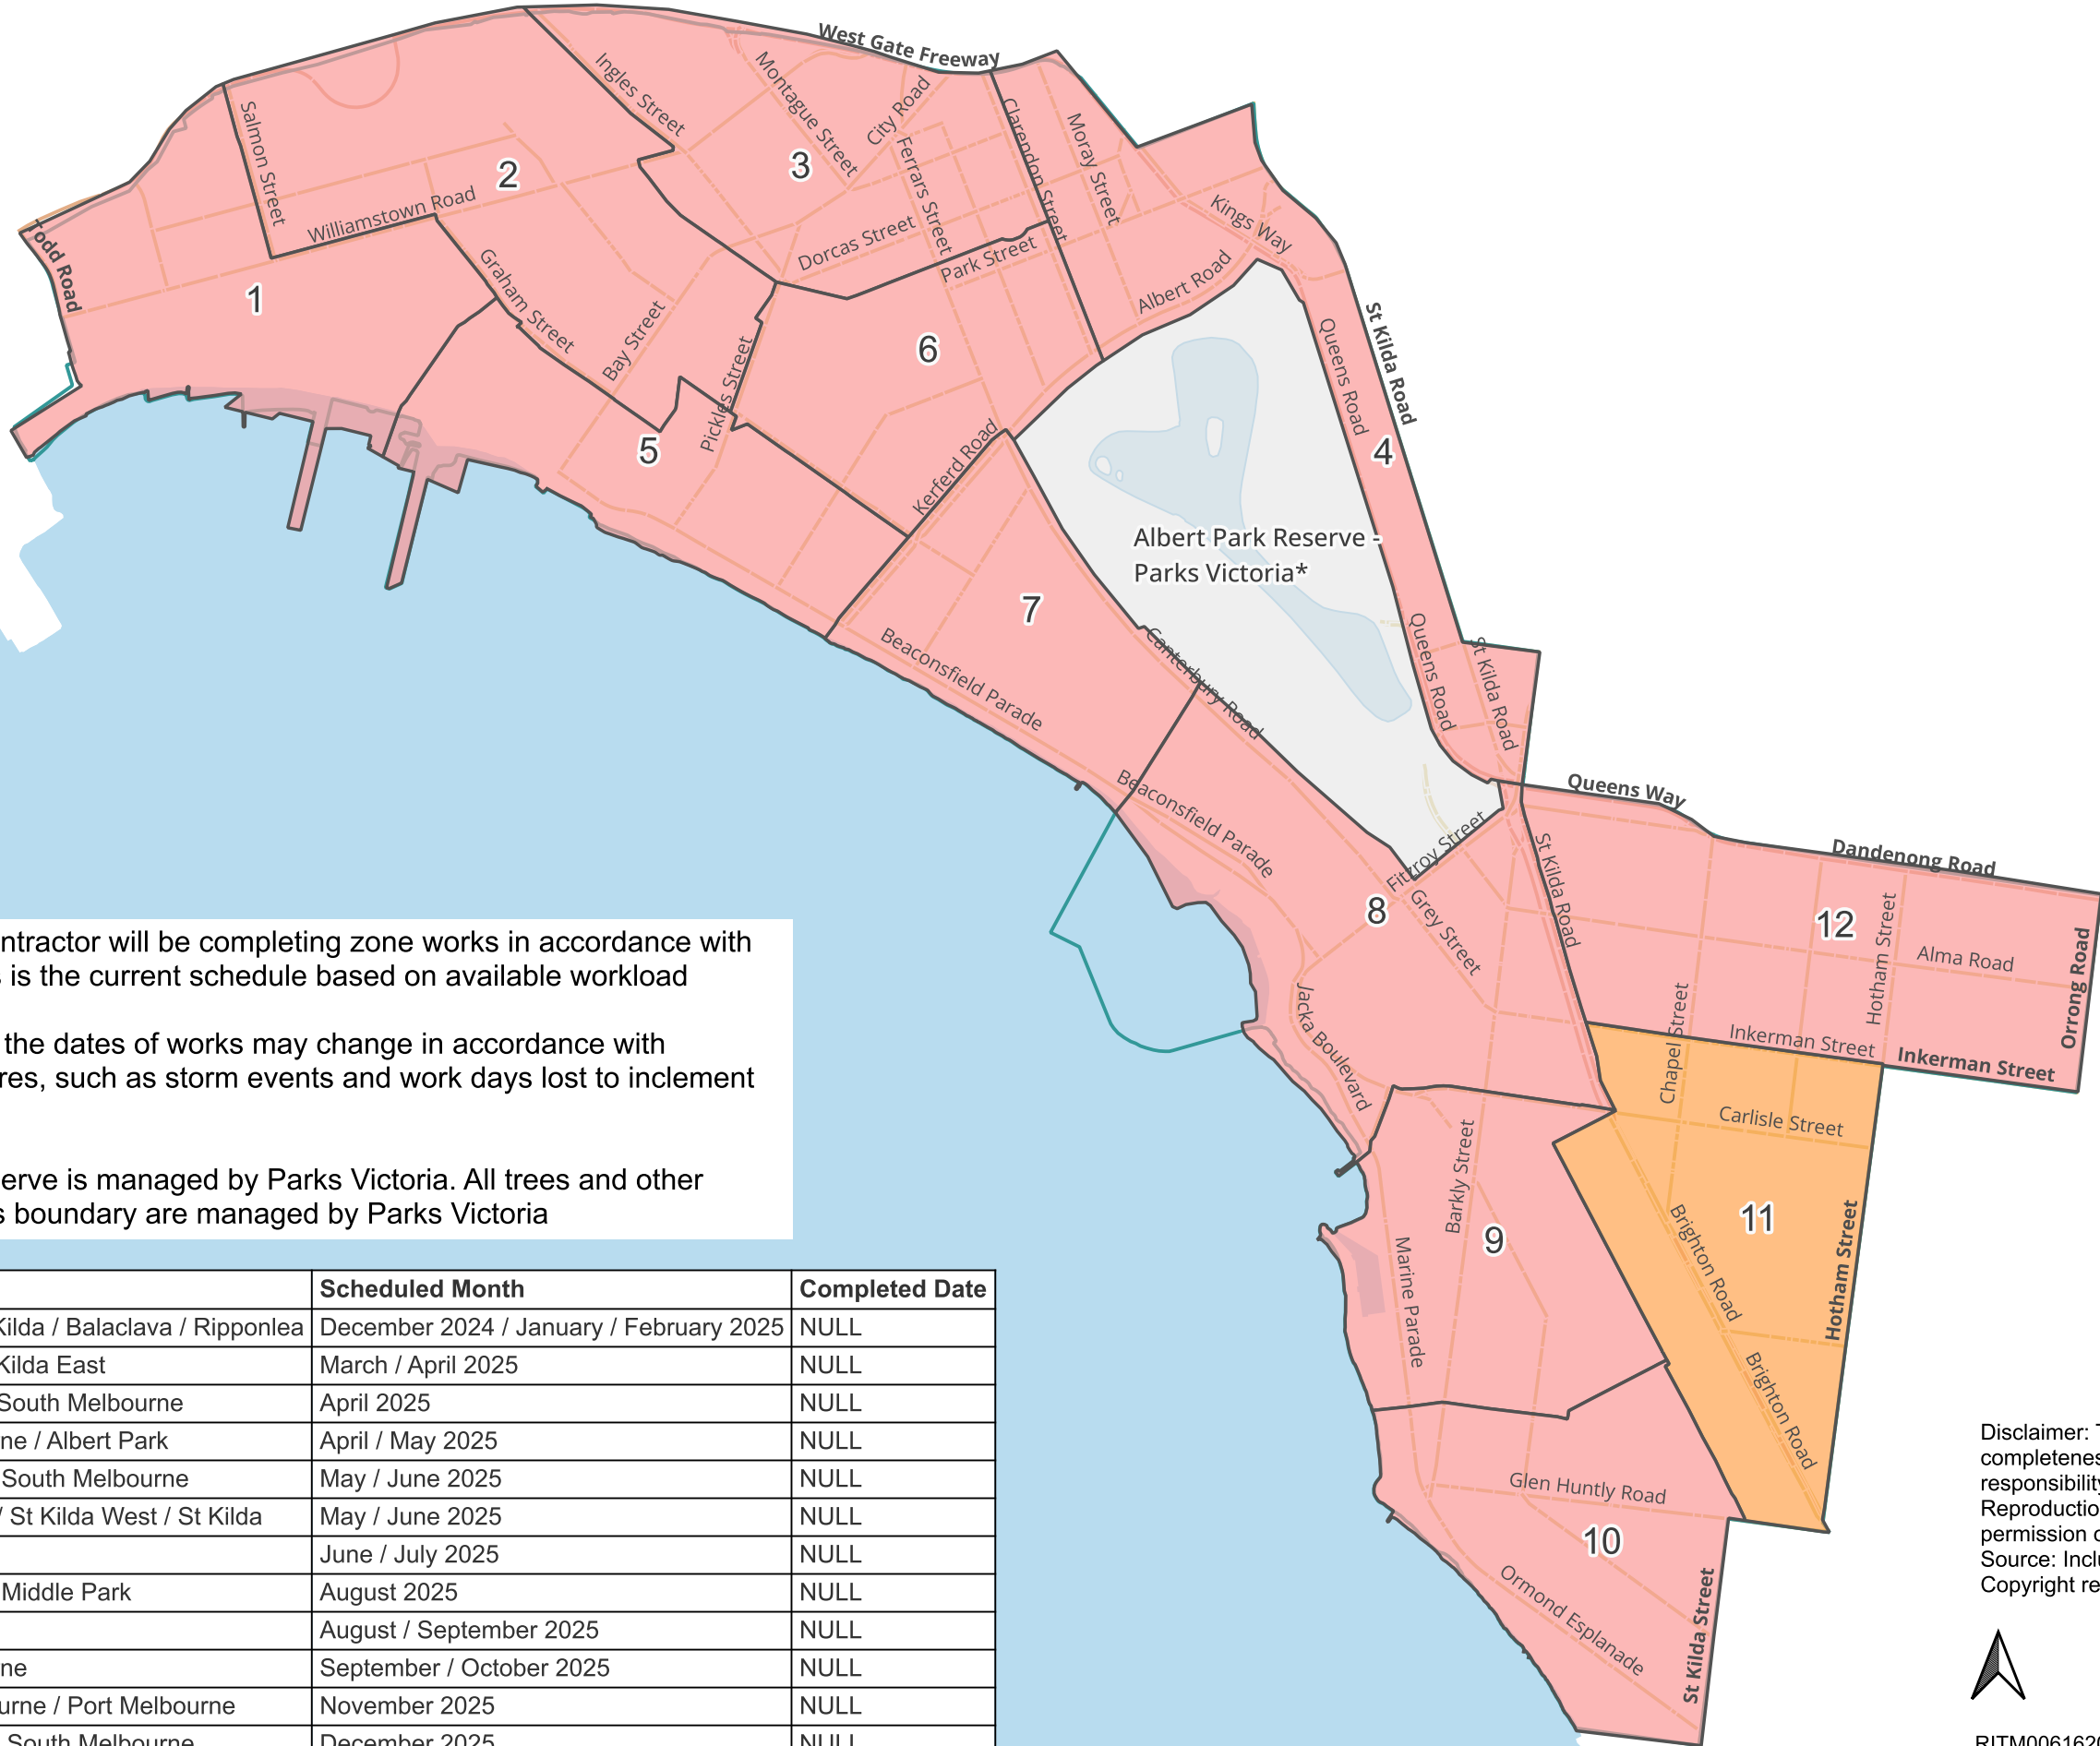 West Gate Freeway
Ingles Street
Montague Street
City Road
Salmon Street
Clarendon Street
Moray Street
3
2
Ferrars Street
Williamstown Road
Kings Way
Todd Road
Dorcas Street
Park Street
Graham Street
Albert Road
1
Bay Street
Pickles Street
6
Queens Road
St Kilda Road
5
4
Kerferd Road
Albert Park Reserve -
Parks Victoria*
7
Beaconsfield Parade
Canterbury Road
Queens Road
St Kilda Road
Beaconsfield Parade
Queens Way
Fitzroy Street
St Kilda Road
Dandenong Road
8
Grey Street
12
Hotham Street
Alma Road
Orrong Road
Jacka Boulevard
Chapel Street
Inkerman Street
Inkerman Street
Carlisle Street
Barkly Street
11
Brighton Road
Hotham Street
9
Marine Parade
Brighton Road
Glen Huntly Road
10
Ormond Esplanade
St Kilda Street
ntractor will be completing zone works in accordance with
s is the current schedule based on available workload
the dates of works may change in accordance with
res, such as storm events and work days lost to inclement
erve is managed by Parks Victoria. All trees and other
s boundary are managed by Parks Victoria
Scheduled Month Completed Date
Kilda / Balaclava / Ripponlea December 2024 / January / February 2025 NULL
Kilda East March / April 2025 NULL
South Melbourne April 2025 NULL
ne / Albert Park April / May 2025 NULL
South Melbourne May / June 2025 NULL
/ St Kilda West / St Kilda May / June 2025 NULL
June / July 2025 NULL
Middle Park August 2025 NULL
August / September 2025 NULL
ne September / October 2025 NULL
urne / Port Melbourne November 2025 NULL
South Melbourne December 2025 NULL
Disclaimer: T
completenes
responsibility
Reproductio
permission o
Source: Inclu
Copyright re
RITM0061620